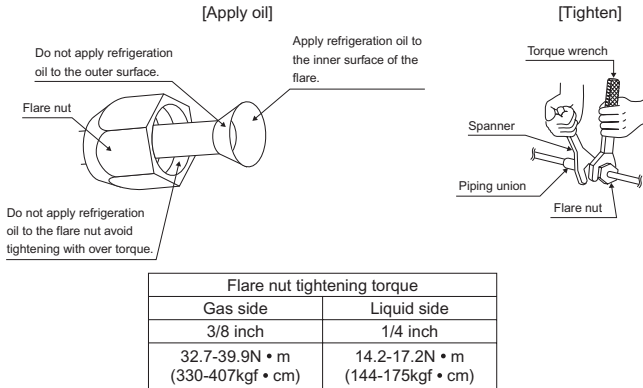 [Apply oil]
[Tighten]
Do not apply refrigeration
oil to the outer surface.
Apply refrigeration oil to
the inner surface of the
flare.
Flare nut
Do not apply refrigeration
oil to the flare nut avoid
tightening with over torque.
Torque wrench
Spanner
Piping union
Flare nut
Flare nut tightening torque
Gas side Liquid side
3/8 inch 1/4 inch
32.7-39.9N • m 14.2-17.2N • m
(330-407kgf • cm) (144-175kgf • cm)